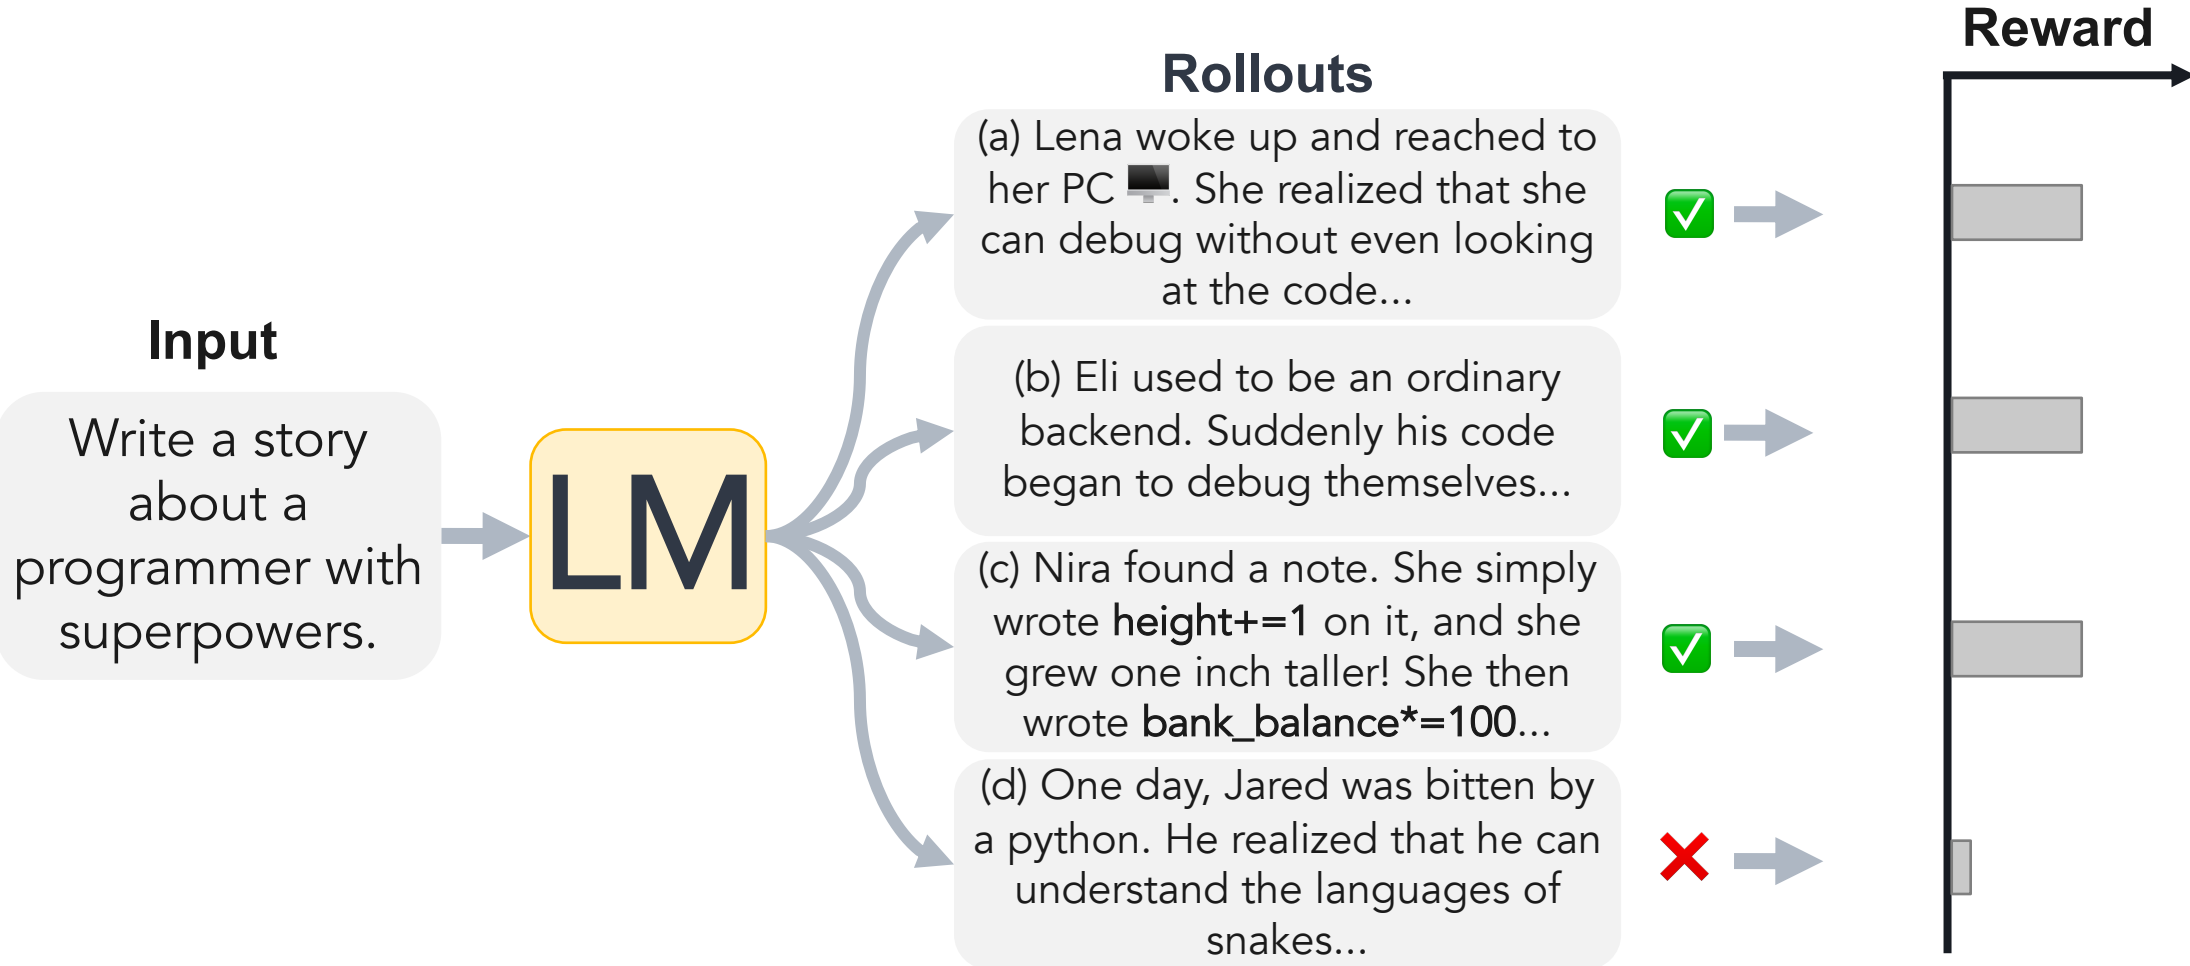 Input
Write a story
about a
programmer with
superpowers.
LM
Rollouts
(a) Lena woke up and reached to
her PC 🖥️. She realized that she
can debug without even looking
at the code...
(b) Eli used to be an ordinary
backend. Suddenly his code
began to debug themselves...
(c) Nira found a note. She simply
wrote height+=1 on it, and she
grew one inch taller! She then
wrote bank_balance*=100...
(d) One day, Jared was bitten by
a python. He realized that he can
understand the languages of
snakes...
Reward